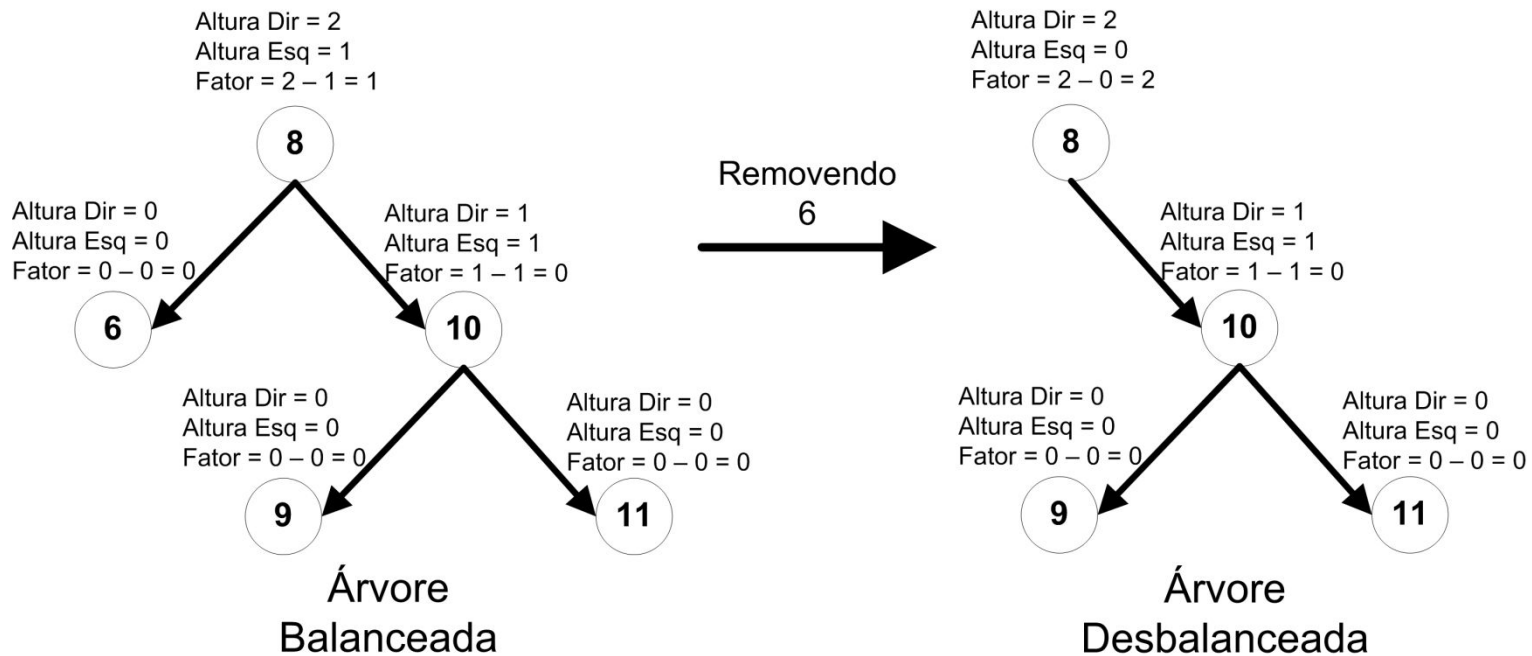 Altura Dir = 2
Altura Esq = 1
Fator = 2 – 1 = 1
8
Altura Dir = 0
Altura Esq = 0
Fator = 0 – 0 = 0
6
Altura Dir = 1
Altura Esq = 1
Fator = 1 – 1 = 0
10
Altura Dir = 0
Altura Esq = 0
Fator = 0 – 0 = 0
9
Altura Dir = 0
Altura Esq = 0
Fator = 0 – 0 = 0
11
Árvore
Balanceada
Removendo
6
Altura Dir = 2
Altura Esq = 0
Fator = 2 – 0 = 2
8
Altura Dir = 1
Altura Esq = 1
Fator = 1 – 1 = 0
10
Altura Dir = 0
Altura Esq = 0
Fator = 0 – 0 = 0
9
Altura Dir = 0
Altura Esq = 0
Fator = 0 – 0 = 0
11
Árvore
Desbalanceada